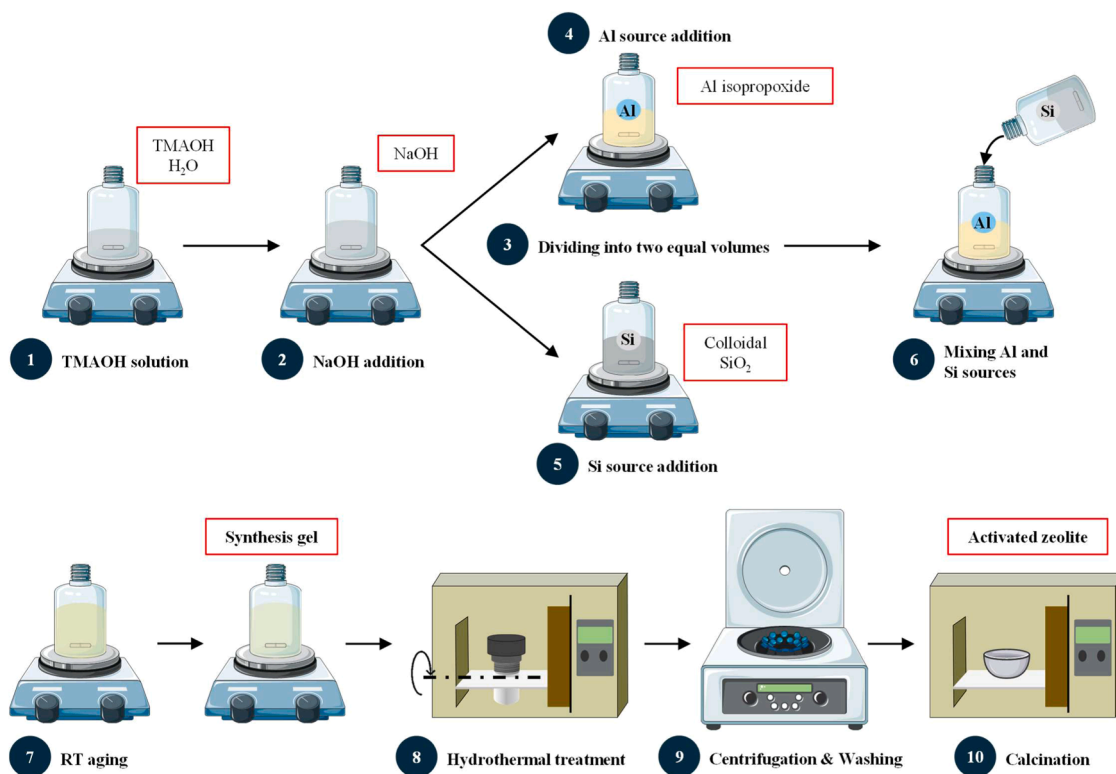 4
Al source addition
Al isopropoxide
Al
Si
TMAOH
H₂O
NaOH
3
Dividing into two equal volumes
Al
1
TMAOH solution
2
NaOH addition
Si
Colloidal
SiO₂
6
Mixing Al and
Si sources
5
Si source addition
Synthesis gel
Activated zeolite
7
RT aging
8
Hydrothermal treatment
9
Centrifugation & Washing
10
Calcination